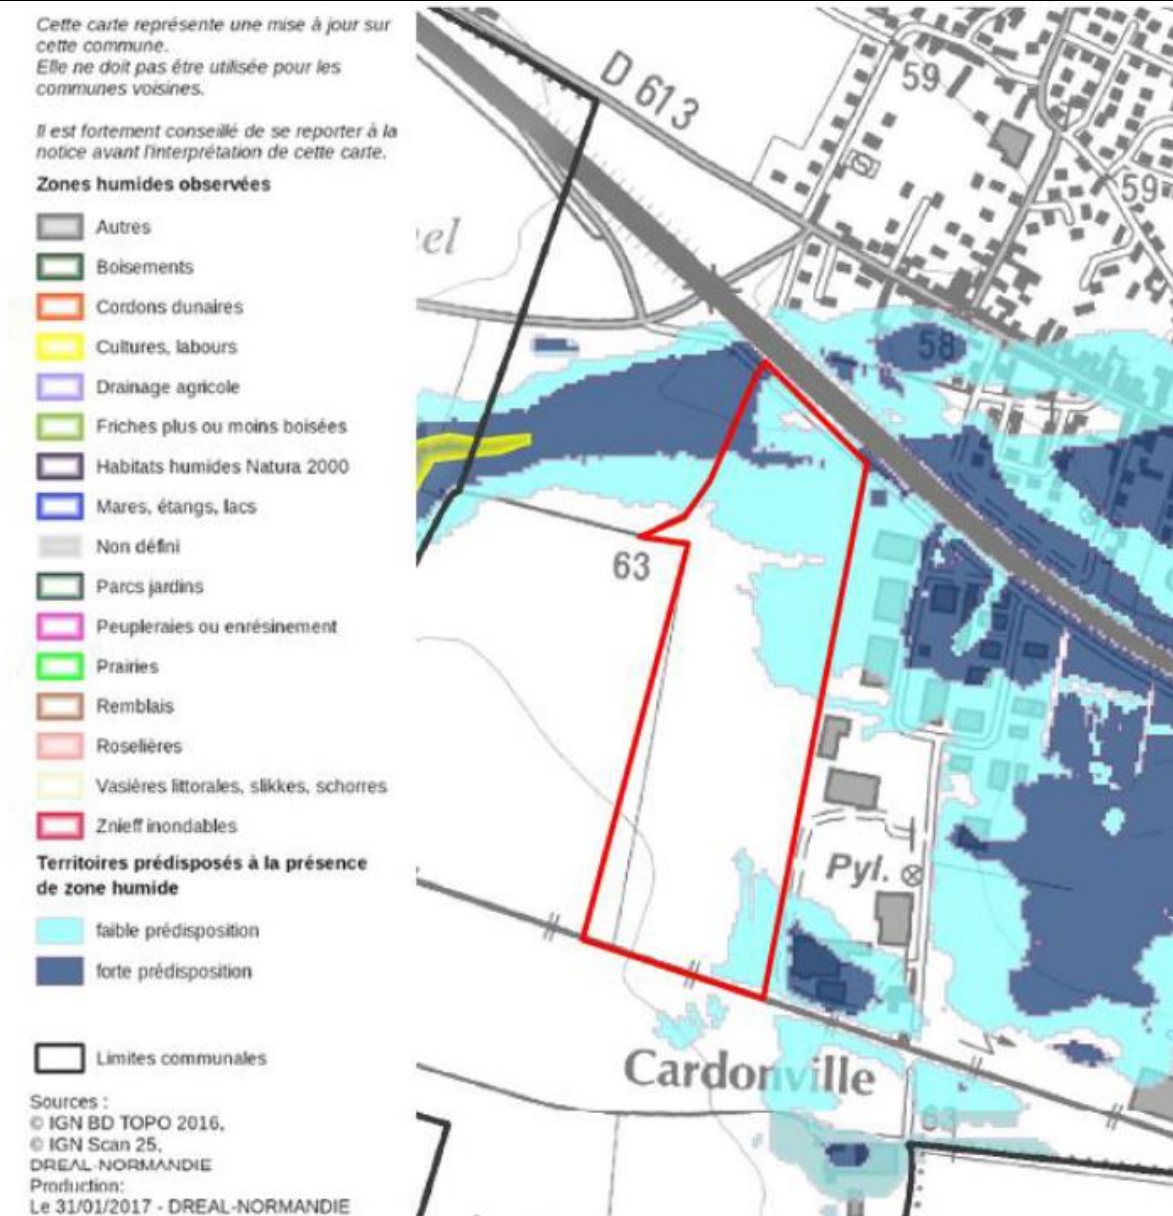 Cette carte représente une mise à jour sur
cette commune.
Elle ne doit pas être utilisée pour les
communes voisines.
Il est fortement conseillé de se reporter à la
notice avant l'interprétation de cette carte.
Zones humides observées
Autres
Boisements
Cordons dunaires
Cultures, labours
Drainage agricole
Friches plus ou moins boisées
Habitats humides Natura 2000
Mares, étangs, lacs
Non défini
Parcs jardins
Peupleraies ou enrésinement
Prairies
Remblais
Roselières
Vasières littorales, slikkes, schorres
Znieff inondables
Territoires prédisposés à la présence
de zone humide
faible prédisposition
forte prédisposition
Limites communales
Sources :
© IGN BD TOPO 2016,
© IGN Scan 25,
DREAL-NORMANDIE
Production:
Le 31/01/2017 - DREAL-NORMANDIE
D 613
59
59
el
58
63
Pyl.
Cardonville
63